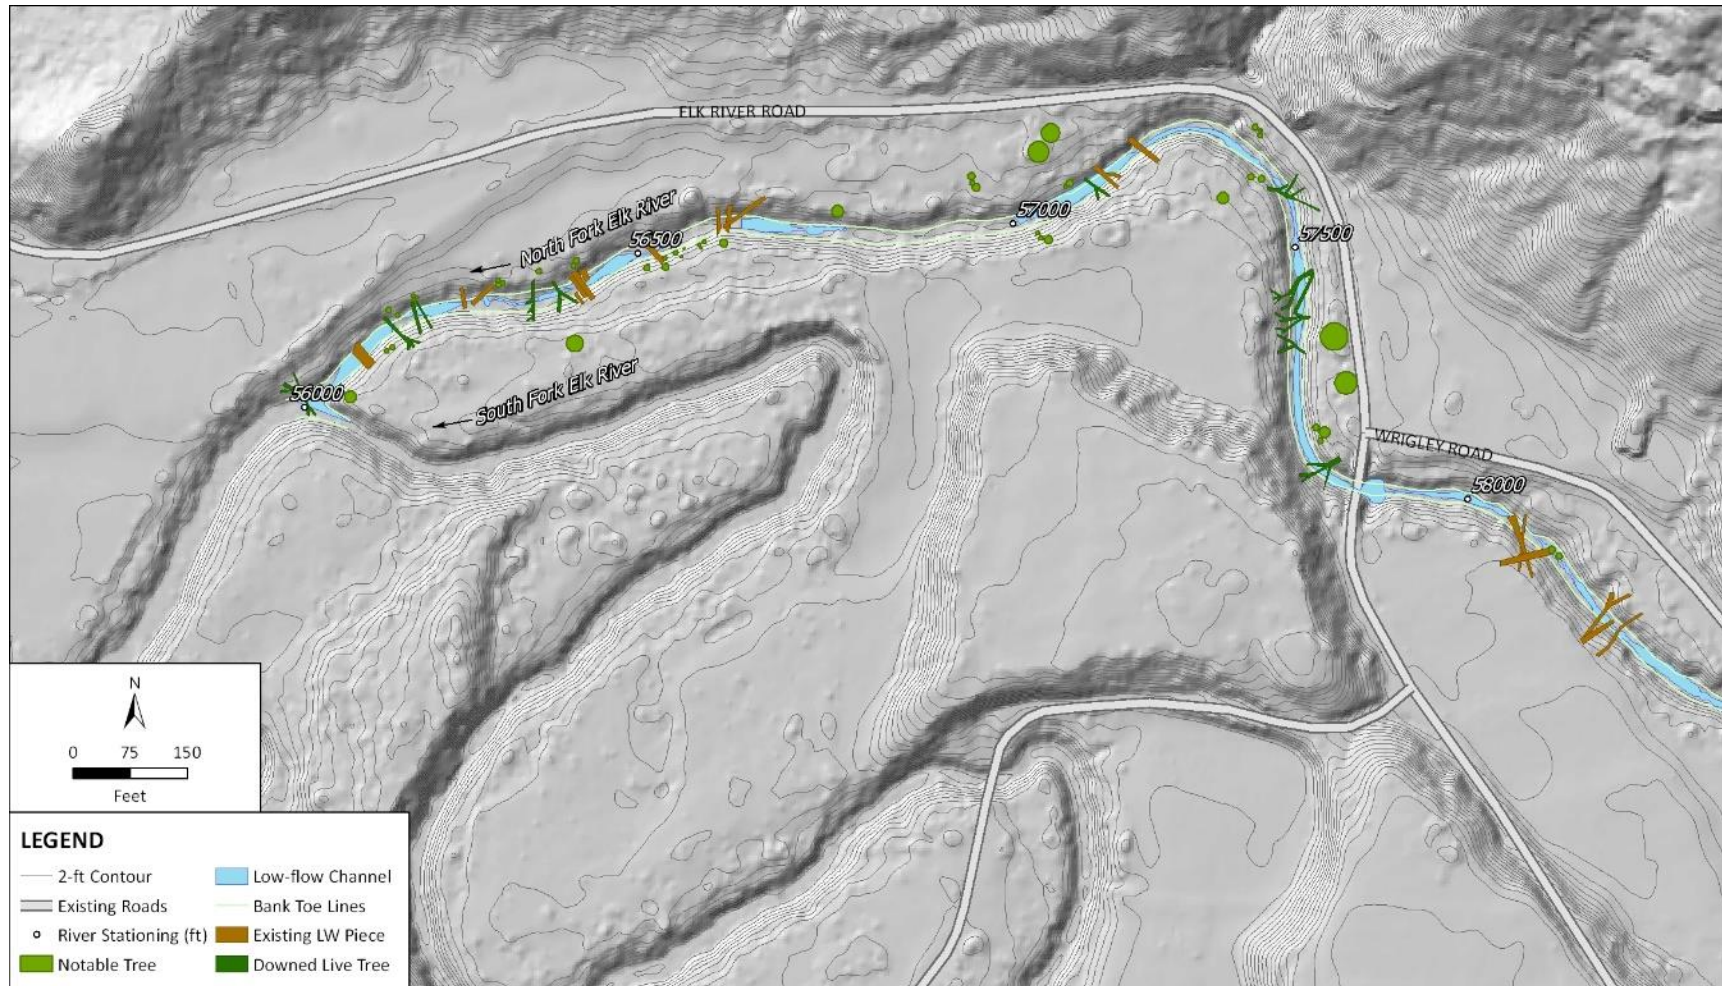 ELK RIVER ROAD
North Fork Elk River
57000
56500
57500
South Fork Elk River
56000
WRIGLEY ROAD
58000
N
0 75 150
Feet
LEGEND
2-ft Contour
Low-flow Channel
Existing Roads
Bank Toe Lines
River Stationing (ft)
Existing LW Piece
Notable Tree
Downed Live Tree